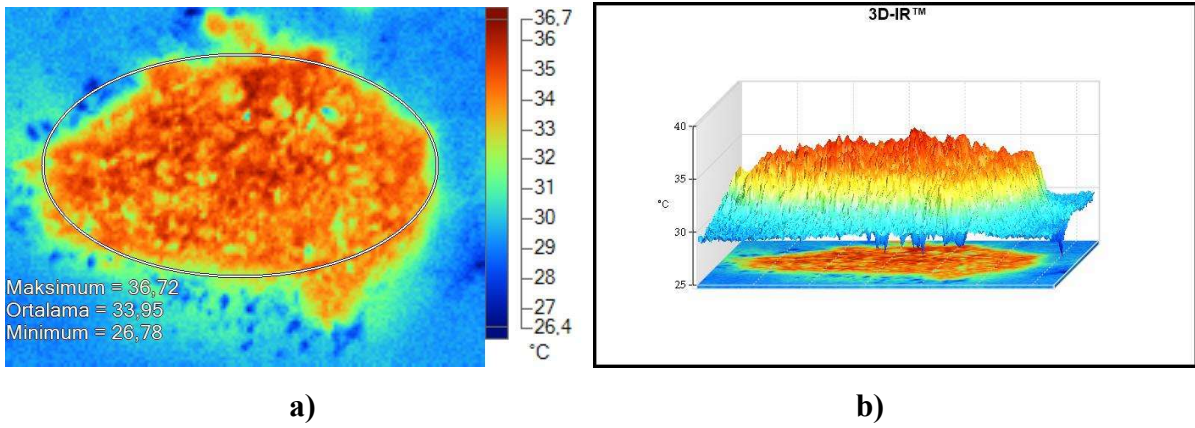 36,7
36
35
34
33
32
31
30
29
28
27
26,4
°C
Maksimum = 36,72
Ortalama = 33,95
Minimum = 26,78
a)
3D-IR™
40
35
°C
30
25
b)